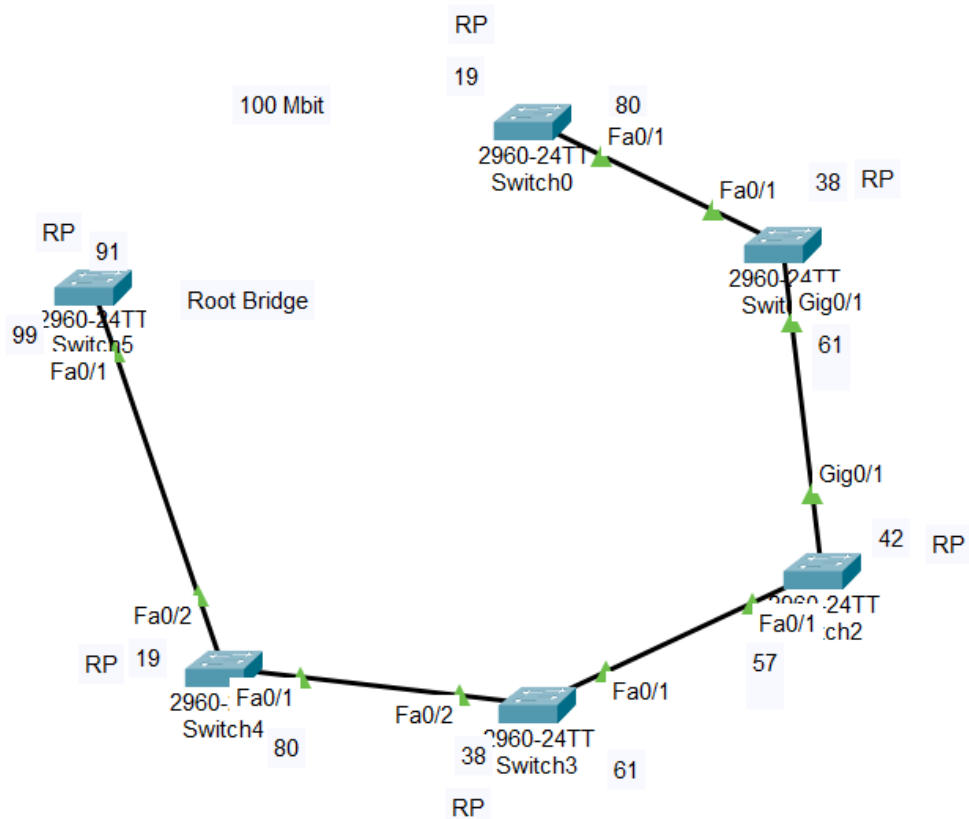 RP
19
100 Mbit
80
Fa0/1
2960-24TT
Switch0
Fa0/1
38
RP
RP
91
Root Bridge
2960-24TT
Gig0/1
99
2960-24TT
Switch5
61
Fa0/1
Gig0/1
42
RP
Fa0/2
Fa0/1
RP
19
57
Fa0/1
Fa0/1
Switch4
Fa0/2
2960-24TT
Switch3
80
38
61
RP